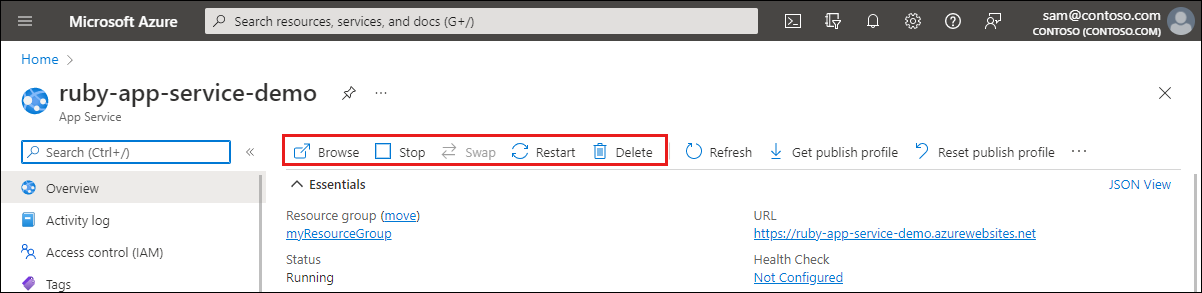 Microsoft Azure
Search resources, services, and docs (G+/)
sam@contoso.com
CONTOSO (CONTOSO.COM)
Home
ruby-app-service-demo
App Service
Search (Ctrl+/)
Browse Stop Swap Restart Delete Refresh Get publish profile Reset publish profile
Overview
Activity log
Access control (IAM)
Tags
Essentials
JSON View
Resource group (move)
myResourceGroup
Status
Running
URL
https://ruby-app-service-demo.azurewebsites.net
Health Check
Not Configured